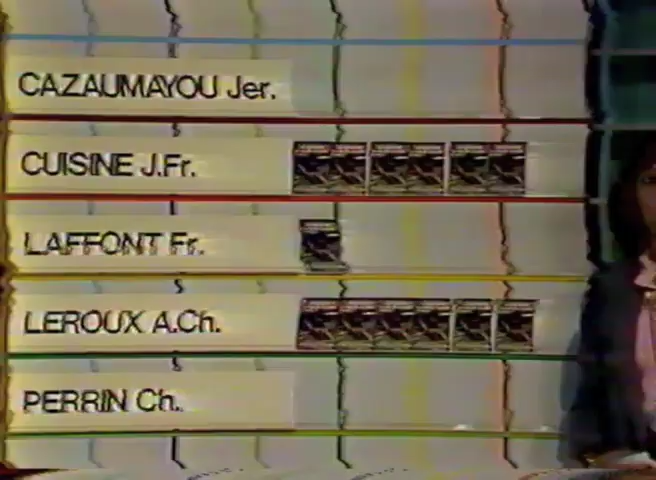 CAZAUMAYOU Jer.
CUISINE J.Fr.
LAFFONT Fr.
LEROUX A.Ch.
PERRIN Ch.